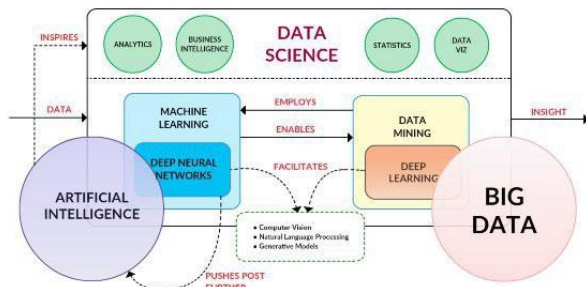 INSPIRES
ANALYTICS
BUSINESS
INTELLIGENCE
DATA
SCIENCE
STATISTICS
DATA
VIZ
DATA
MACHINE
LEARNING
EMPLOYS
ENABLES
DATA
MINING
INSIGHT
DEEP NEURAL
NETWORKS
FACILITATES
DEEP
LEARNING
ARTIFICIAL
INTELLIGENCE
BIG
DATA
• Computer Vision
• Natural Language Processing
• Generative Models
PUSHES POST
FURTHER